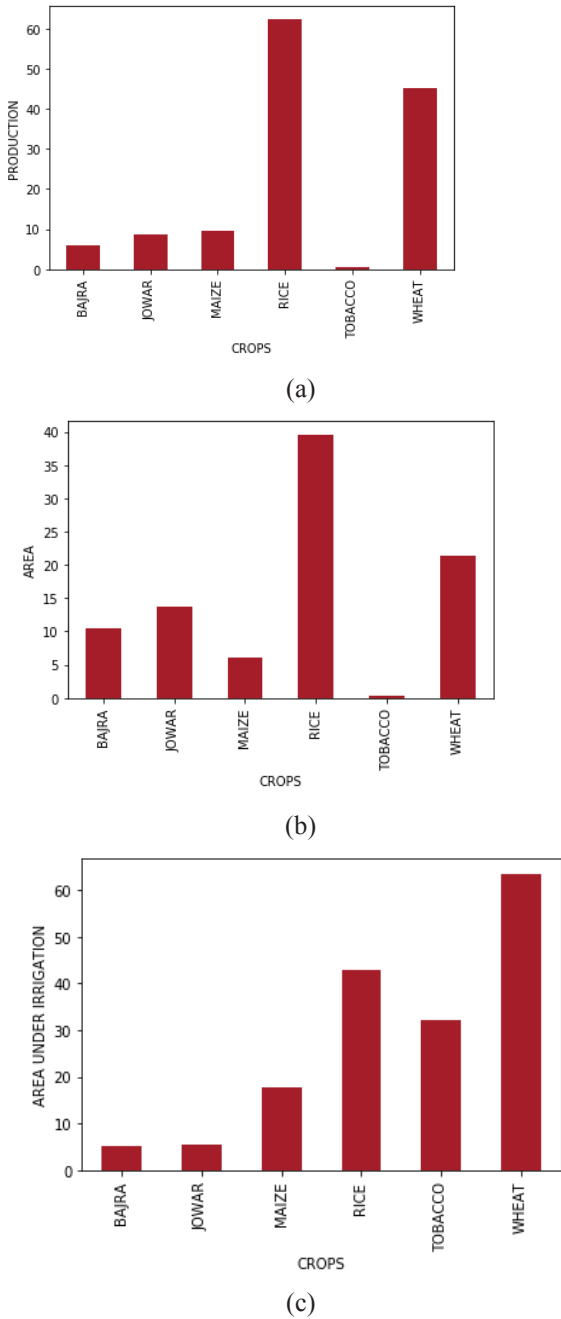 60
50
40
30
20
10
0
PRODUCTION
BAJRA
JOWAR
MAIZE
RICE
TOBACCO
WHEAT
CROPS
(a)
40
35
30
25
20
15
10
5
0
AREA
BAJRA
JOWAR
MAIZE
RICE
TOBACCO
WHEAT
CROPS
(b)
60
50
40
30
20
10
0
AREA UNDER IRRIGATION
BAJRA
JOWAR
MAIZE
RICE
TOBACCO
WHEAT
CROPS
(c)